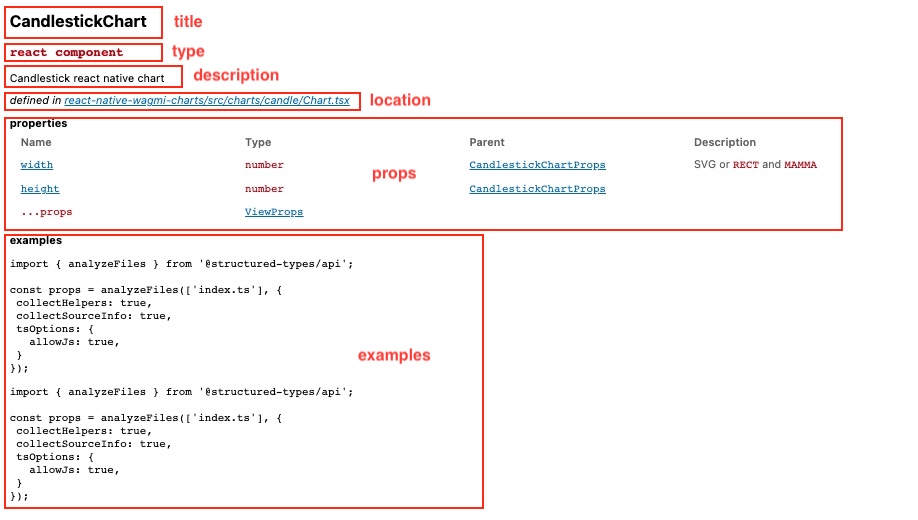 CandlestickChart title
react component type
Candlestick react native chart description
defined in react-native-wagmi-charts/src/charts/candle/Chart.tsx location
properties
Name Type Parent Description
width number CandlestickChartProps SVG or RECT and MAMMA
props
height number CandlestickChartProps
...props ViewProps
examples
import { analyzeFiles } from '@structured-types/api';
const props = analyzeFiles(['index.ts'], {
collectHelpers: true,
collectSourceInfo: true,
tsOptions: {
allowJs: true,
}
examples
});
import { analyzeFiles } from '@structured-types/api';
const props = analyzeFiles(['index.ts'], {
collectHelpers: true,
collectSourceInfo: true,
tsOptions: {
allowJs: true,
}
});